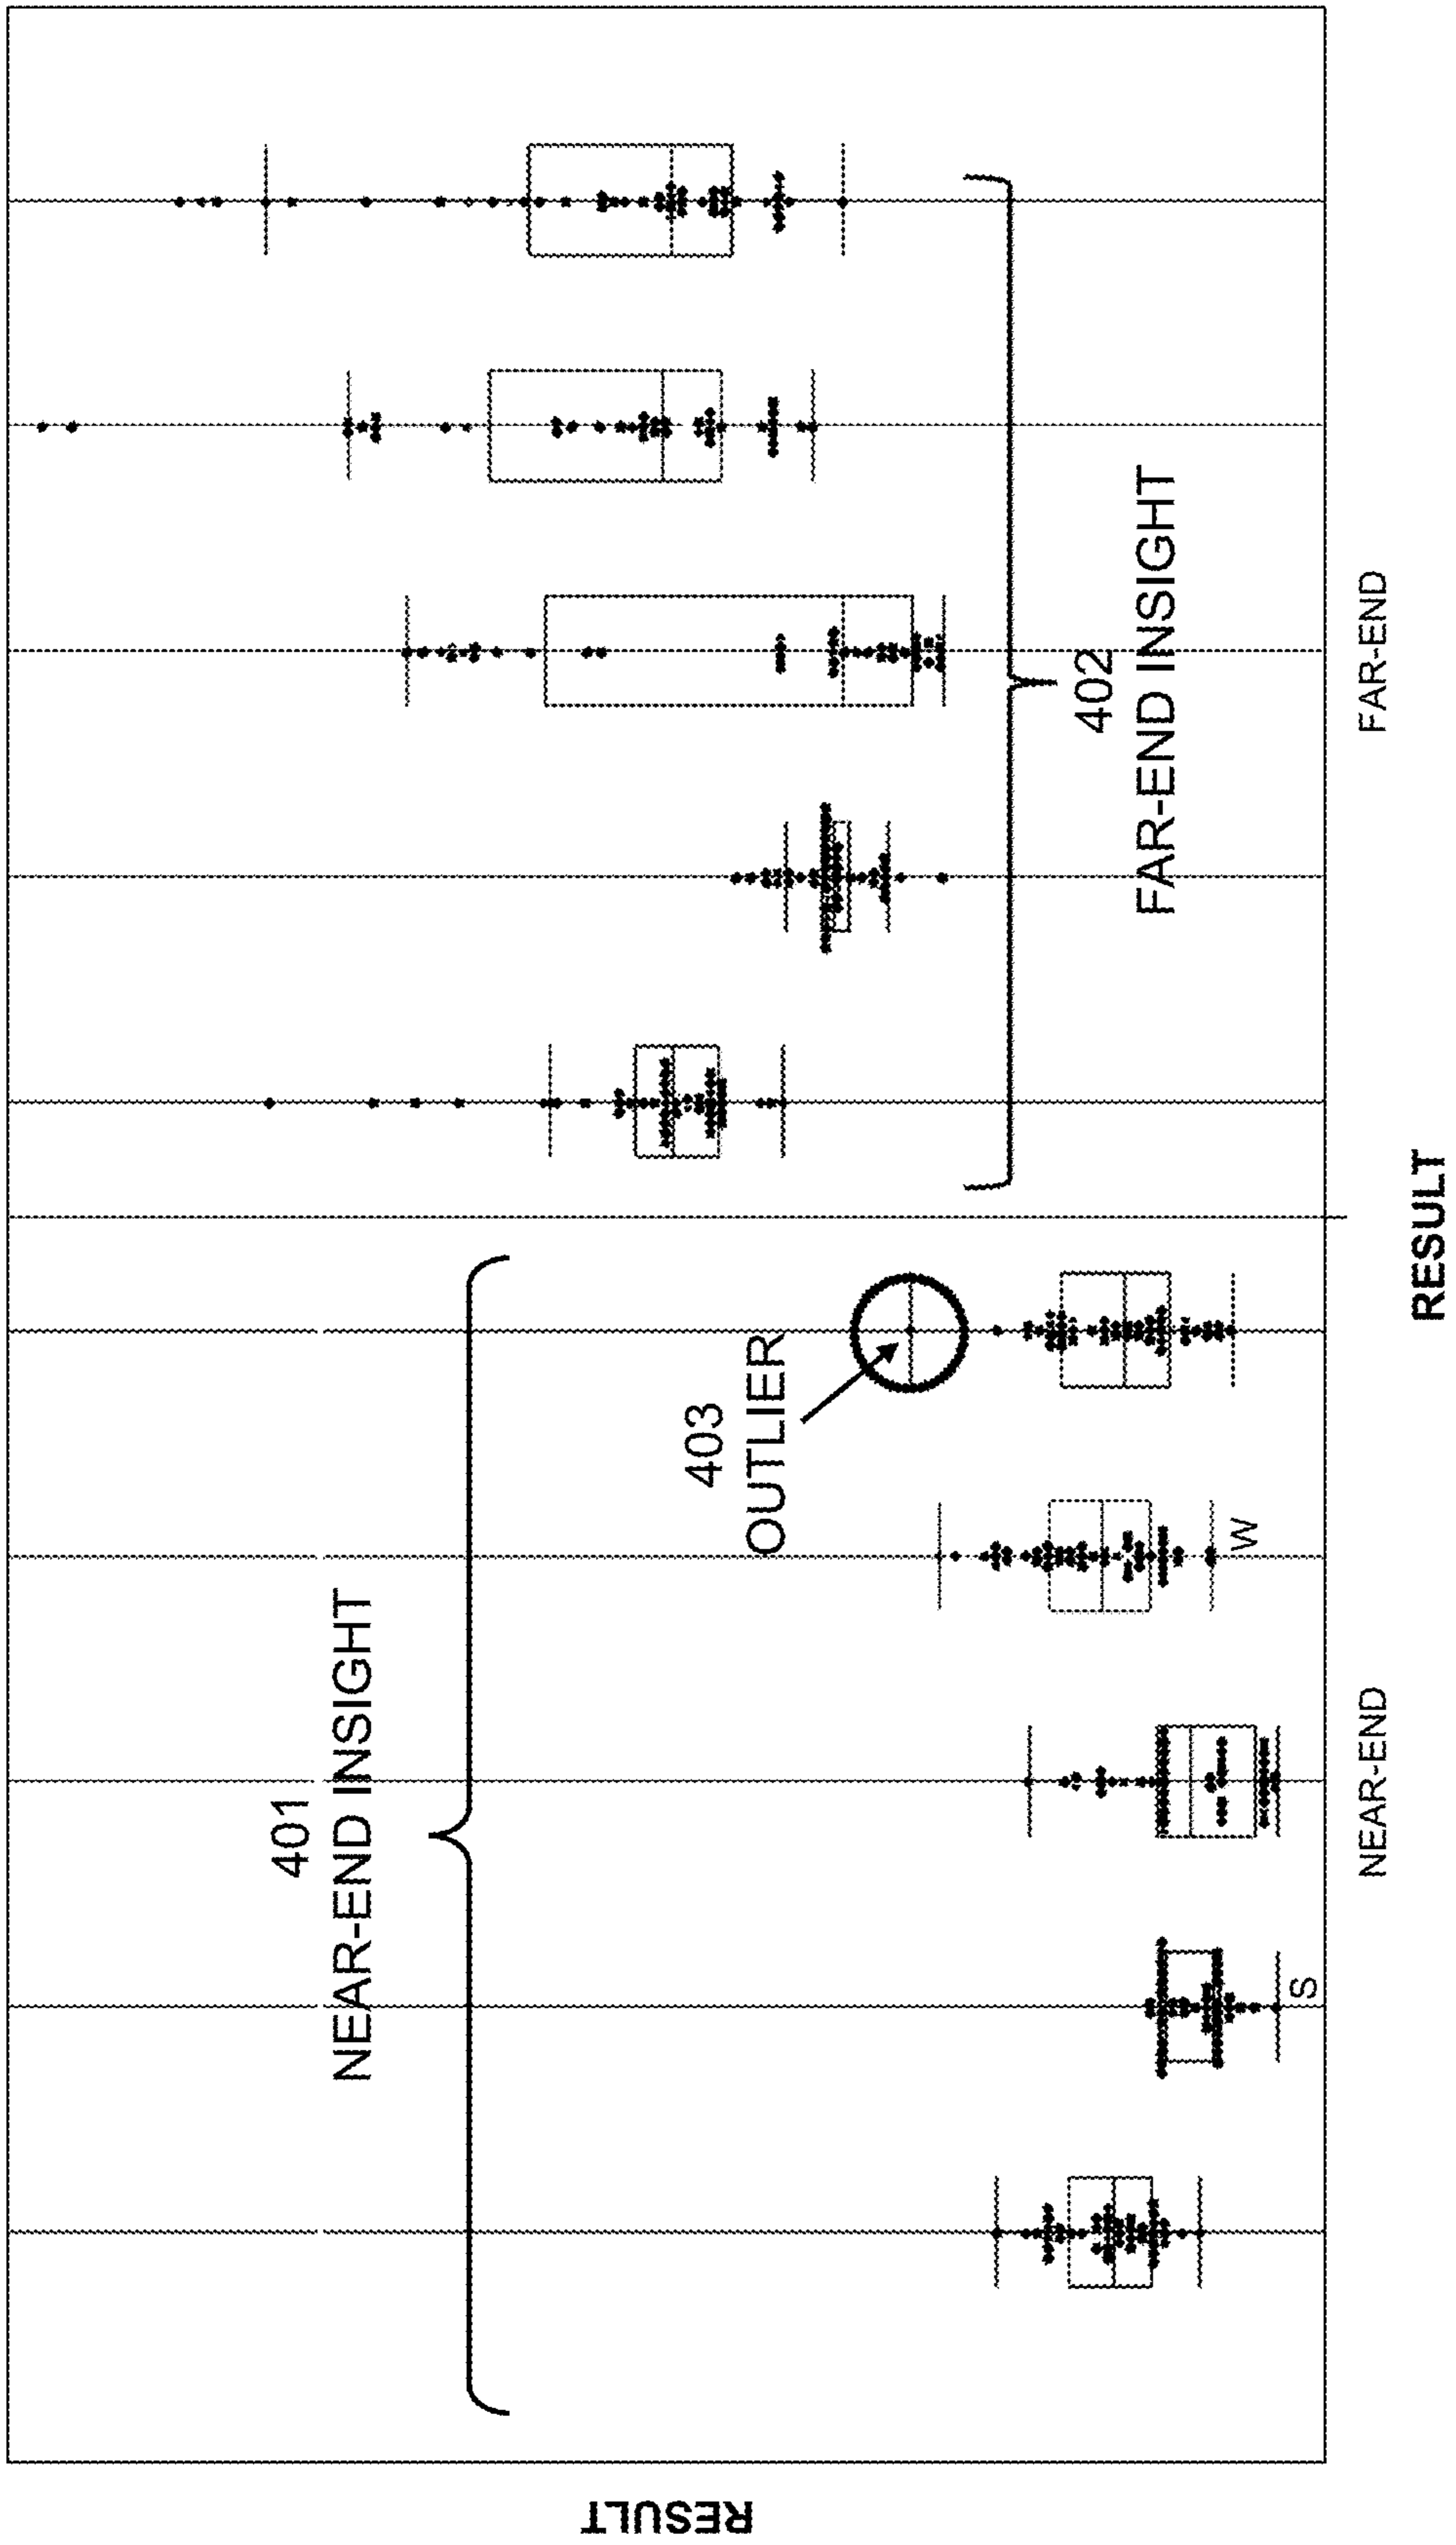 401
NEAR-END INSIGHT
403
OUTLIER
402
FAR-END INSIGHT
S
W
NEAR-END
FAR-END
RESULT
RESULT